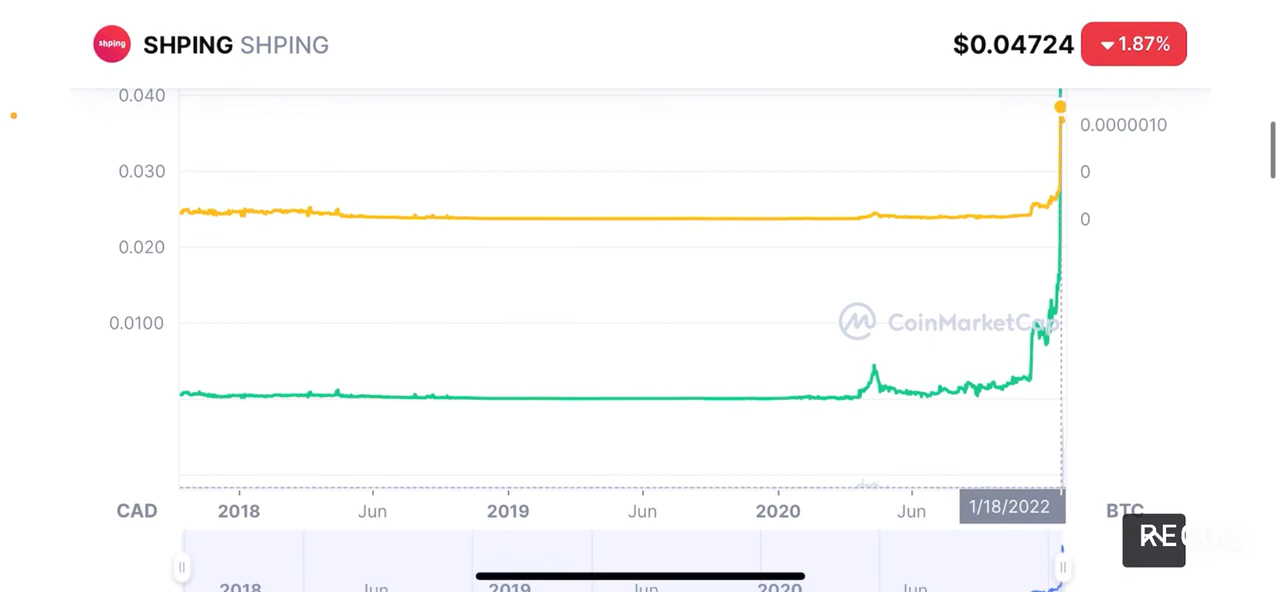 shping SHPING SHPING $0.04724 1.87%
0.040
0.0000010
0.030 0
0
0.020
0.0100
CoinMarketCap
CAD 2018 Jun 2019 Jun 2020 Jun 1/18/2022 BTC
REC
2018 Jun 2019 Jun 2020 Jun